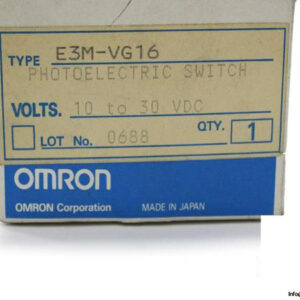 TYPE E3M-VG16
PHOTOELECTRIC SWITCH
VOLTS. 10 to 30 VDC
LOT No. 0688 QTY. 1
OMRON
OMRON Corporation MADE IN JAPAN